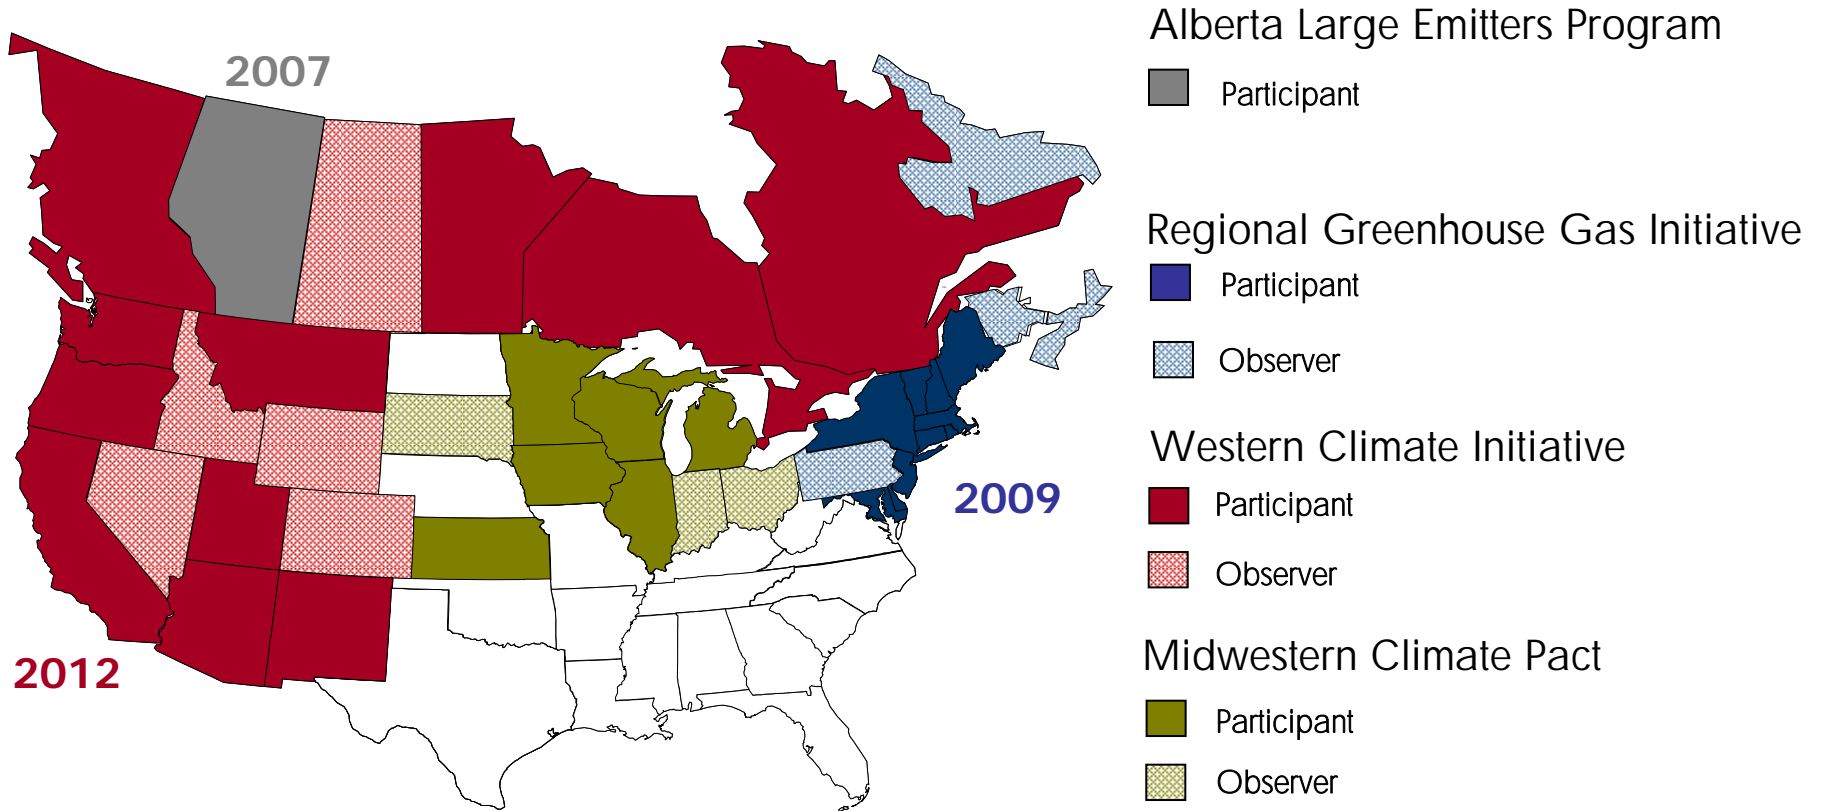 2007
2012
2009
Alberta Large Emitters Program
Participant
Regional Greenhouse Gas Initiative
Participant
Observer
Western Climate Initiative
Participant
Observer
Midwestern Climate Pact
Participant
Observer